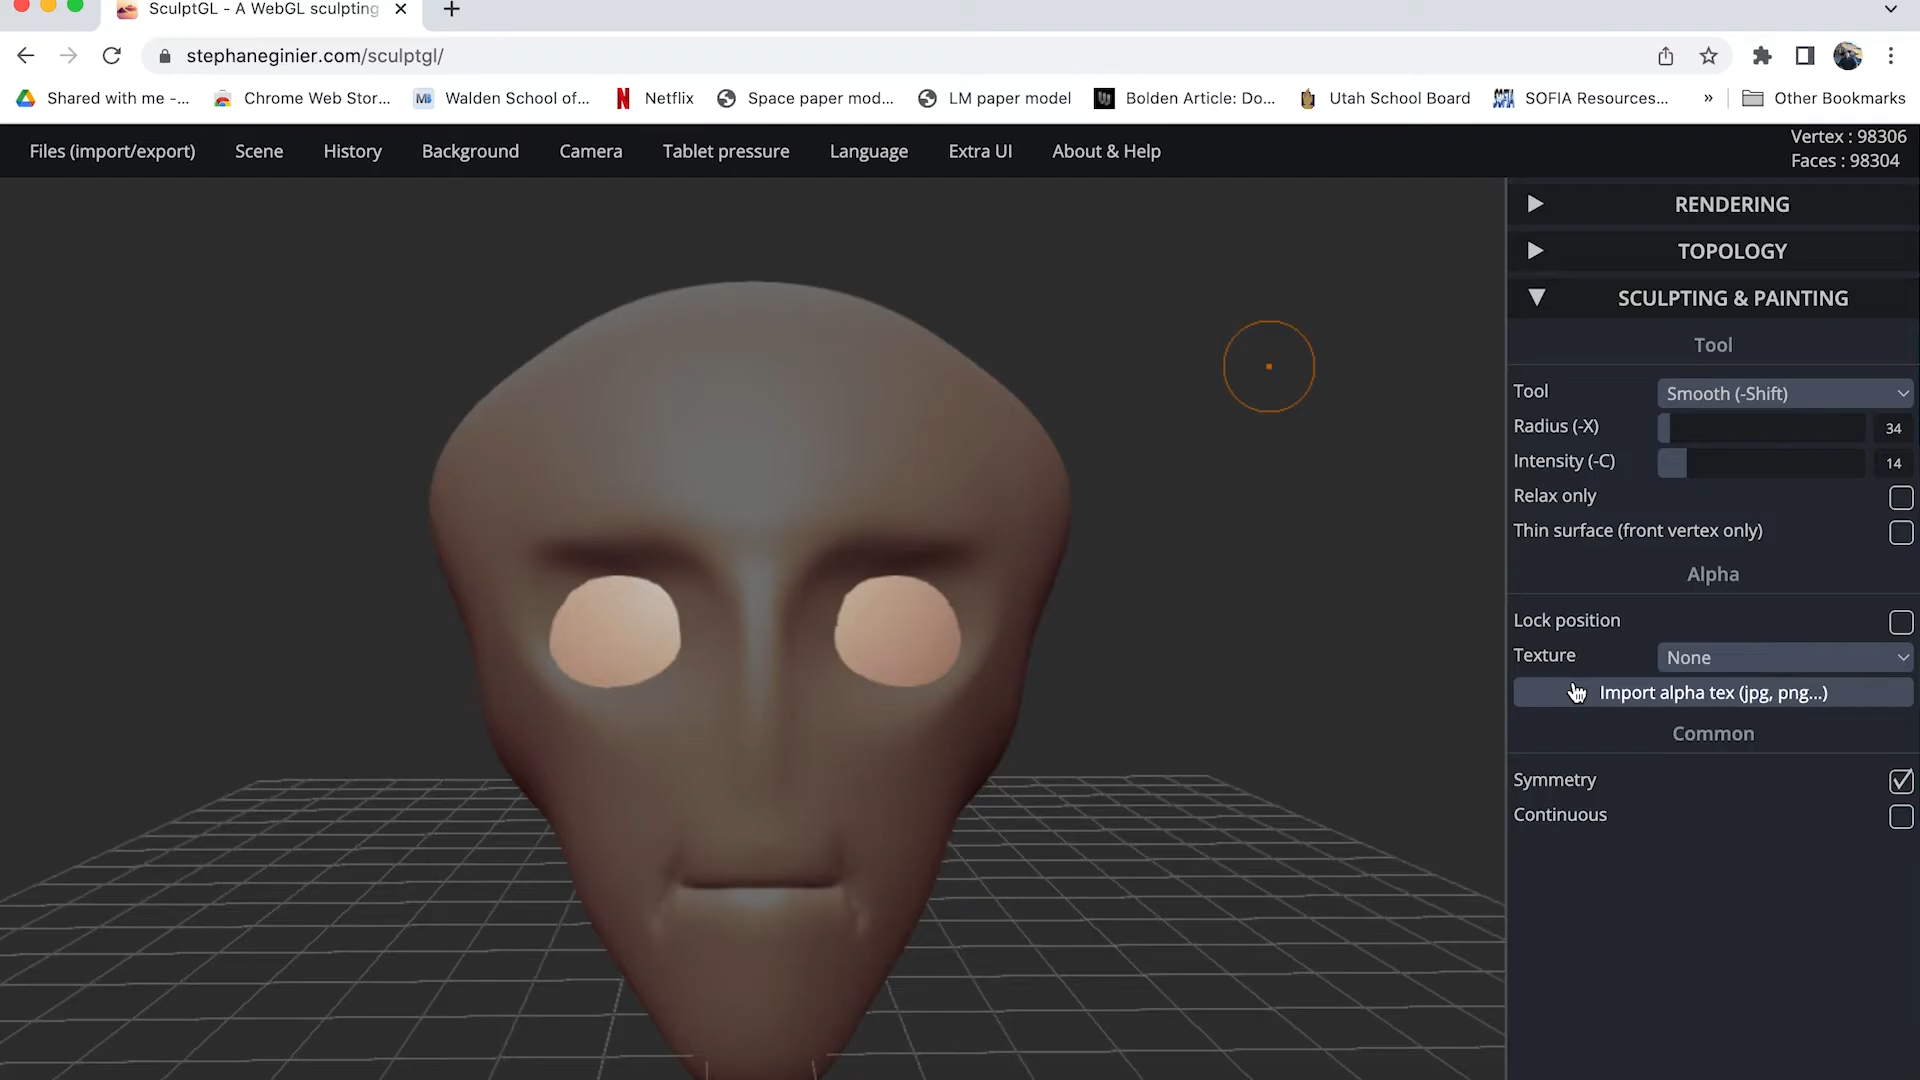 SculptGL - A WebGL sculpting
stephaneginier.com/sculptgl/
Shared with me -... Chrome Web Stor... MB Walden School of... Netflix Space paper mod... LM paper model Bolden Article: Do... Utah School Board SOFIA SOFIA Resources... » Other Bookmarks
Files (import/export) Scene History Background Camera Tablet pressure Language Extra UI About & Help
Vertex : 98306
Faces : 98304
RENDERING
TOPOLOGY
SCULPTING & PAINTING
Tool
Tool Smooth (-Shift)
Radius (-X) 34
Intensity (-C) 14
Relax only
Thin surface (front vertex only)
Alpha
Lock position
Texture None
Import alpha tex (jpg, png...)
Common
Symmetry
Continuous